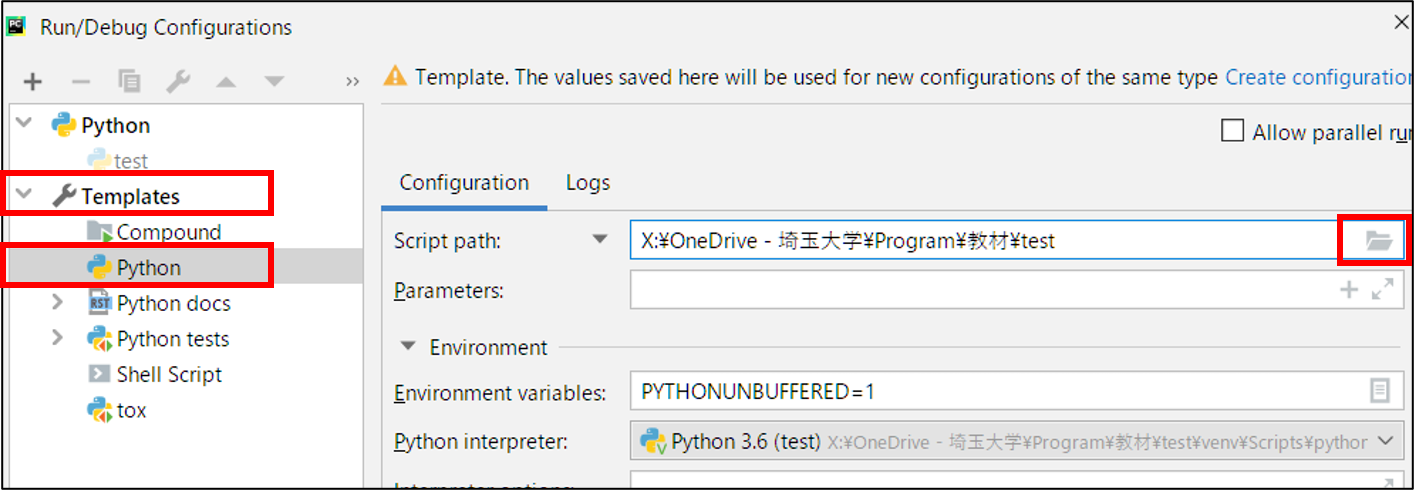 Run/Debug Configurations
Template. The values saved here will be used for new configurations of the same type Create configuration
Allow parallel run
Python
test
Templates
Compound
Python
Python docs
Python tests
Shell Script
tox
Configuration Logs
Script path: X:¥OneDrive - 埼玉大学¥Program¥教材¥test
Parameters:
Environment
Environment variables: PYTHONUNBUFFERED=1
Python interpreter: Python 3.6 (test) X:¥OneDrive - 埼玉大学¥Program¥教材¥test¥venv¥Scripts¥python